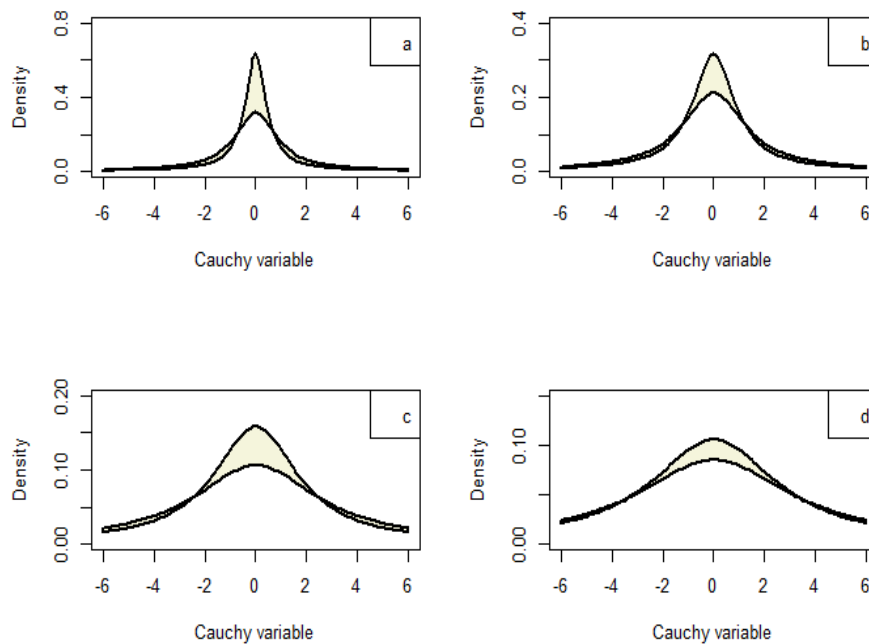 a
Density
0.0 0.4 0.8
-6 -4 -2 0 2 4 6
Cauchy variable
b
Density
0.0 0.2 0.4
-6 -4 -2 0 2 4 6
Cauchy variable
c
Density
0.00 0.10 0.20
-6 -4 -2 0 2 4 6
Cauchy variable
d
Density
0.00 0.10
-6 -4 -2 0 2 4 6
Cauchy variable